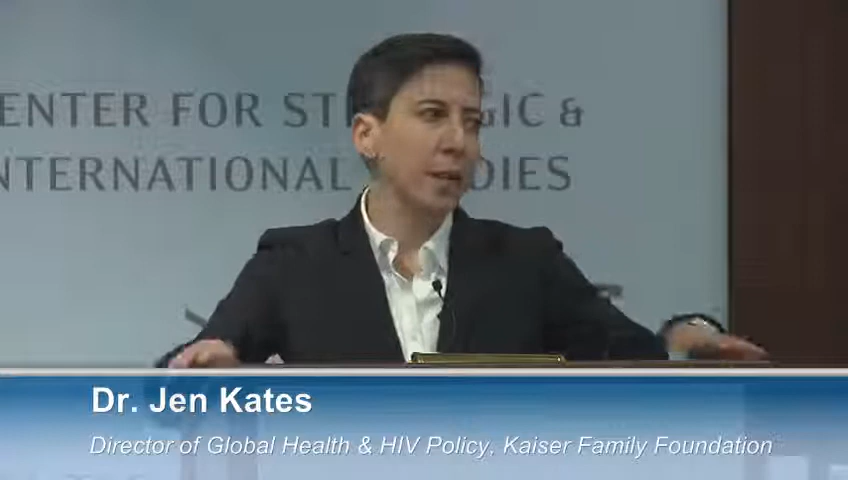 ENTER FOR ST GIC &
NTERNATIONAL DIES
Dr. Jen Kates
Director of Global Health & HIV Policy, Kaiser Family Foundation